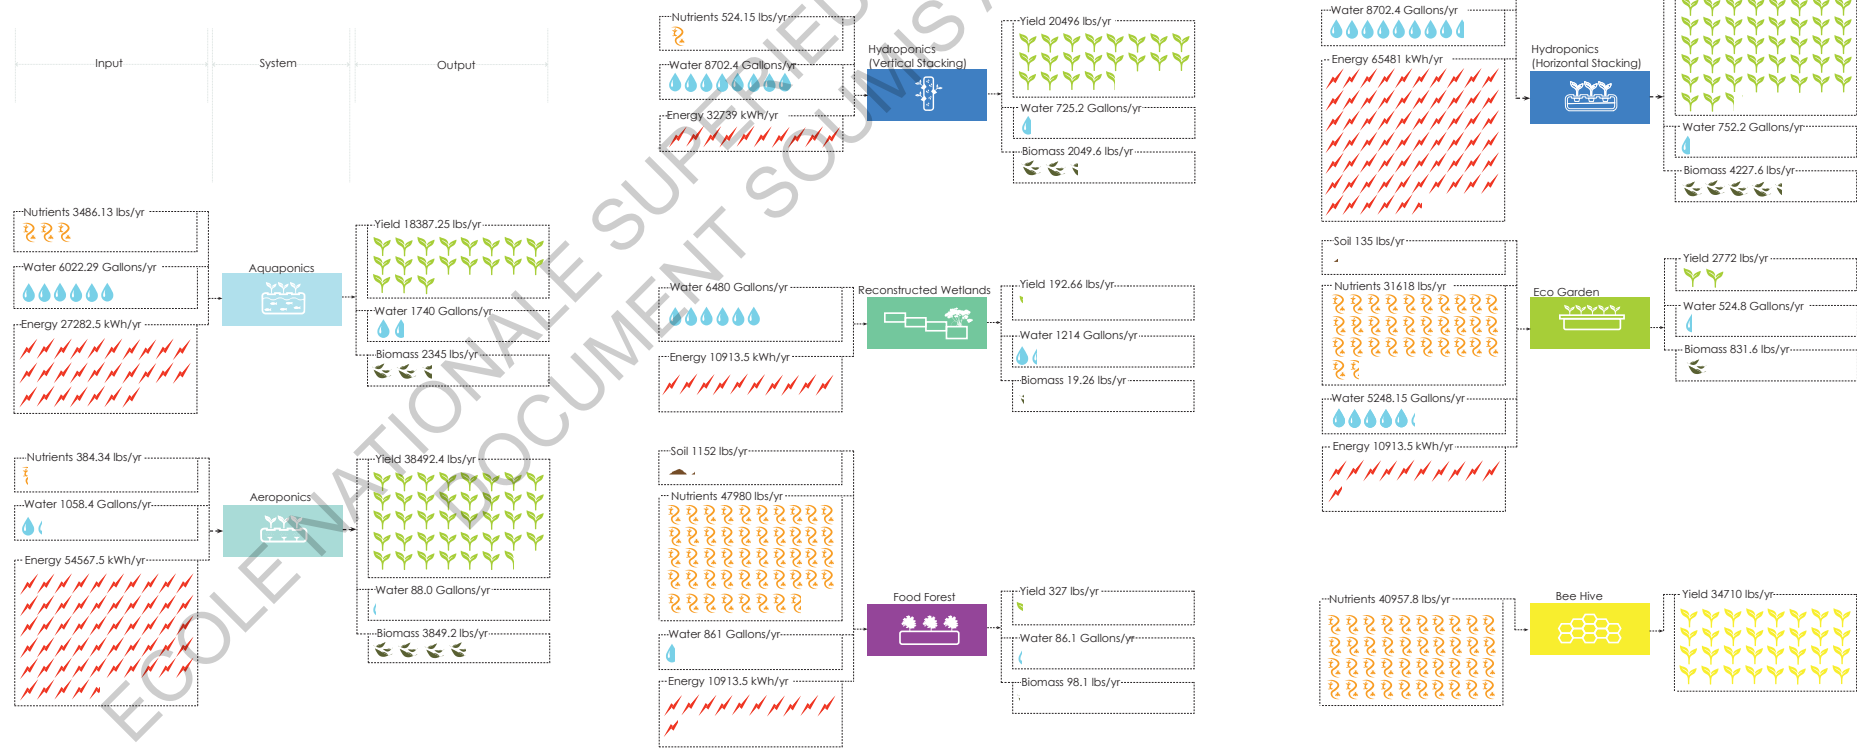 Input
System
Output
Nutrients 3486.13 lbs/yr
Water 6022.29 Gallons/yr
Energy 27282.5 kWh/yr
Aquaponics
Yield 18387.25 lbs/yr
Water 1740 Gallons/yr
Biomass 2345 lbs/yr
Nutrients 384.34 lbs/yr
Water 1058.4 Gallons/yr
Energy 54567.5 kWh/yr
Aeroponics
Yield 38492.4 lbs/yr
Water 88.0 Gallons/yr
Biomass 3849.2 lbs/yr
Nutrients 524.15 lbs/yr
Water 8702.4 Gallons/yr
Energy 32739 kWh/yr
Hydroponics
(Vertical Stacking)
Yield 20496 lbs/yr
Water 725.2 Gallons/yr
Biomass 2049.6 lbs/yr
Water 6480 Gallons/yr
Energy 10913.5 kWh/yr
Reconstructed Wetlands
Yield 192.66 lbs/yr
Water 1214 Gallons/yr
Biomass 19.26 lbs/yr
Soil 1152 lbs/yr
Nutrients 47980 lbs/yr
Water 861 Gallons/yr
Energy 10913.5 kWh/yr
Food Forest
Yield 327 lbs/yr
Water 86.1 Gallons/yr
Biomass 98.1 lbs/yr
Water 8702.4 Gallons/yr
Energy 65481 kWh/yr
Hydroponics
(Horizontal Stacking)
Water 752.2 Gallons/yr
Biomass 4227.6 lbs/yr
Soil 135 lbs/yr
Nutrients 31618 lbs/yr
Water 5248.15 Gallons/yr
Energy 10913.5 kWh/yr
Eco Garden
Yield 2772 lbs/yr
Water 524.8 Gallons/yr
Biomass 831.6 lbs/yr
Nutrients 40957.8 lbs/yr
Bee Hive
Yield 34710 lbs/yr
ECOLE NATIONALE SUPERIEU
DOCUMENT SOUMIS